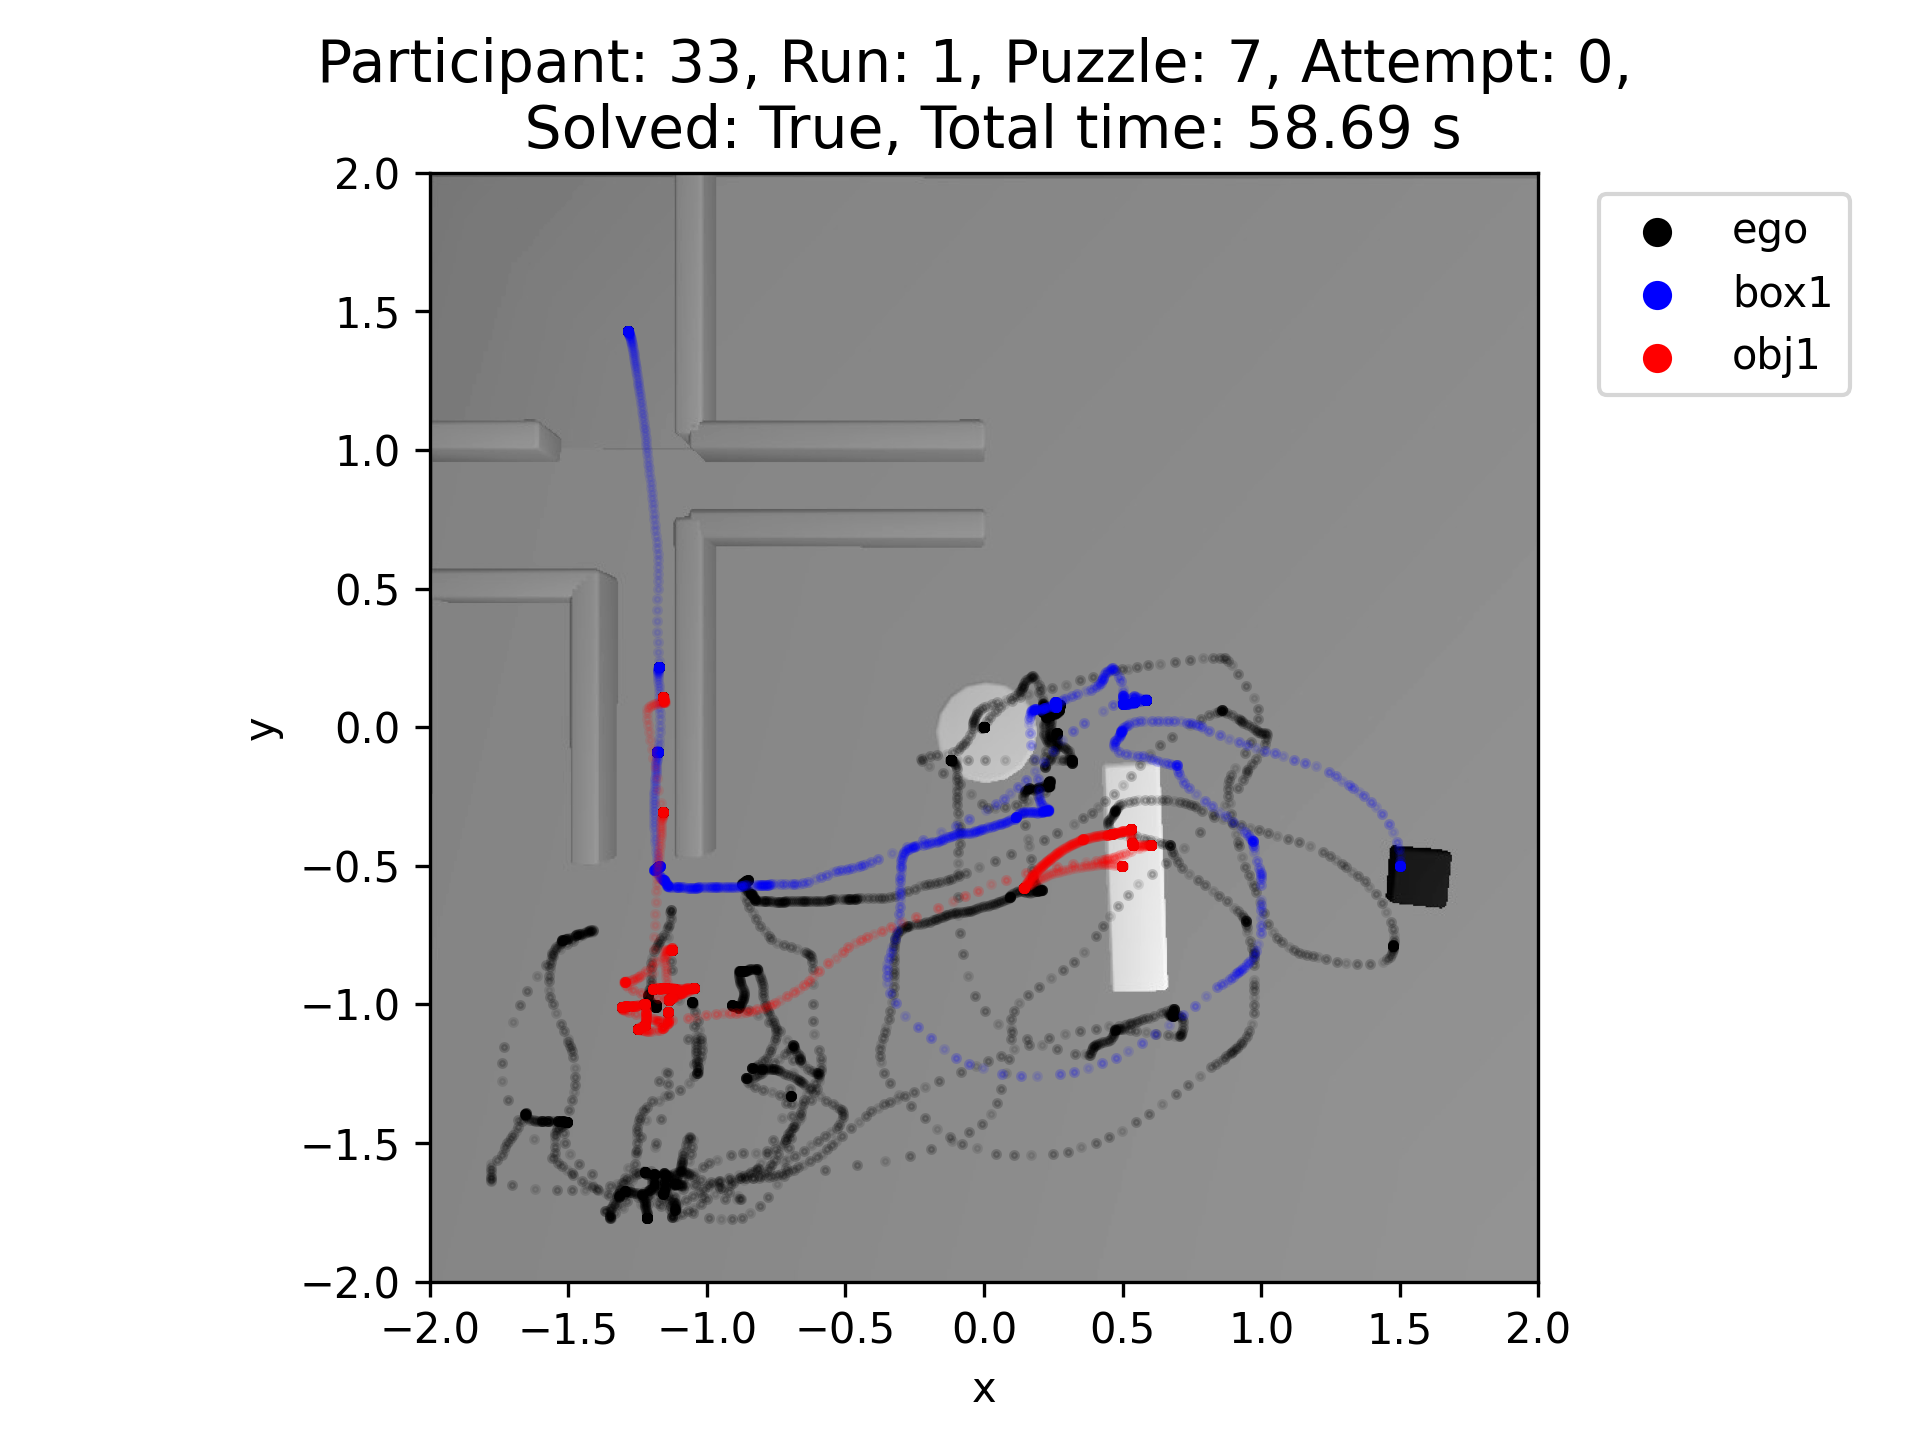 Participant: 33, Run: 1, Puzzle: 7, Attempt: 0,
Solved: True, Total time: 58.69 s
ego
box1
obj1
2.0
1.5
1.0
0.5
0.0
−0.5
−1.0
−1.5
−2.0
y
−2.0 −1.5 −1.0 −0.5 0.0 0.5 1.0 1.5 2.0
x